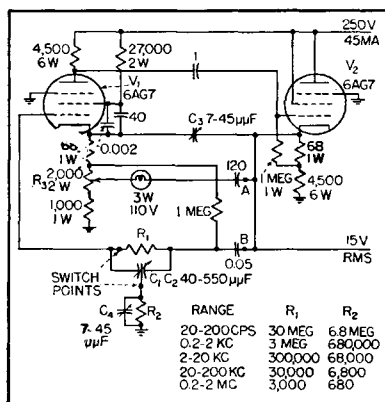 250V
45MA
4,500
6W
27,000
2W
1
V1
6AG7
V2
6AG7
40
C3 7-45μμF
0.002
68
1W
1W
2,000
R3 2W
120
A
1 MEG
1W
4,500
6W
3W
110V
1,000
1W
1 MEG
R1
B
0.05
15V
RMS
SWITCH
POINTS
C1 C2 40-550μμF
C4
R2
7-45
μμF
RANGE R1 R2
20-200CPS 30 MEG 6.8 MEG
0.2-2 KC 3 MEG 680,000
2-20 KC 300,000 68,000
20-200 KC 30,000 6,800
0.2-2 MC 3,000 680